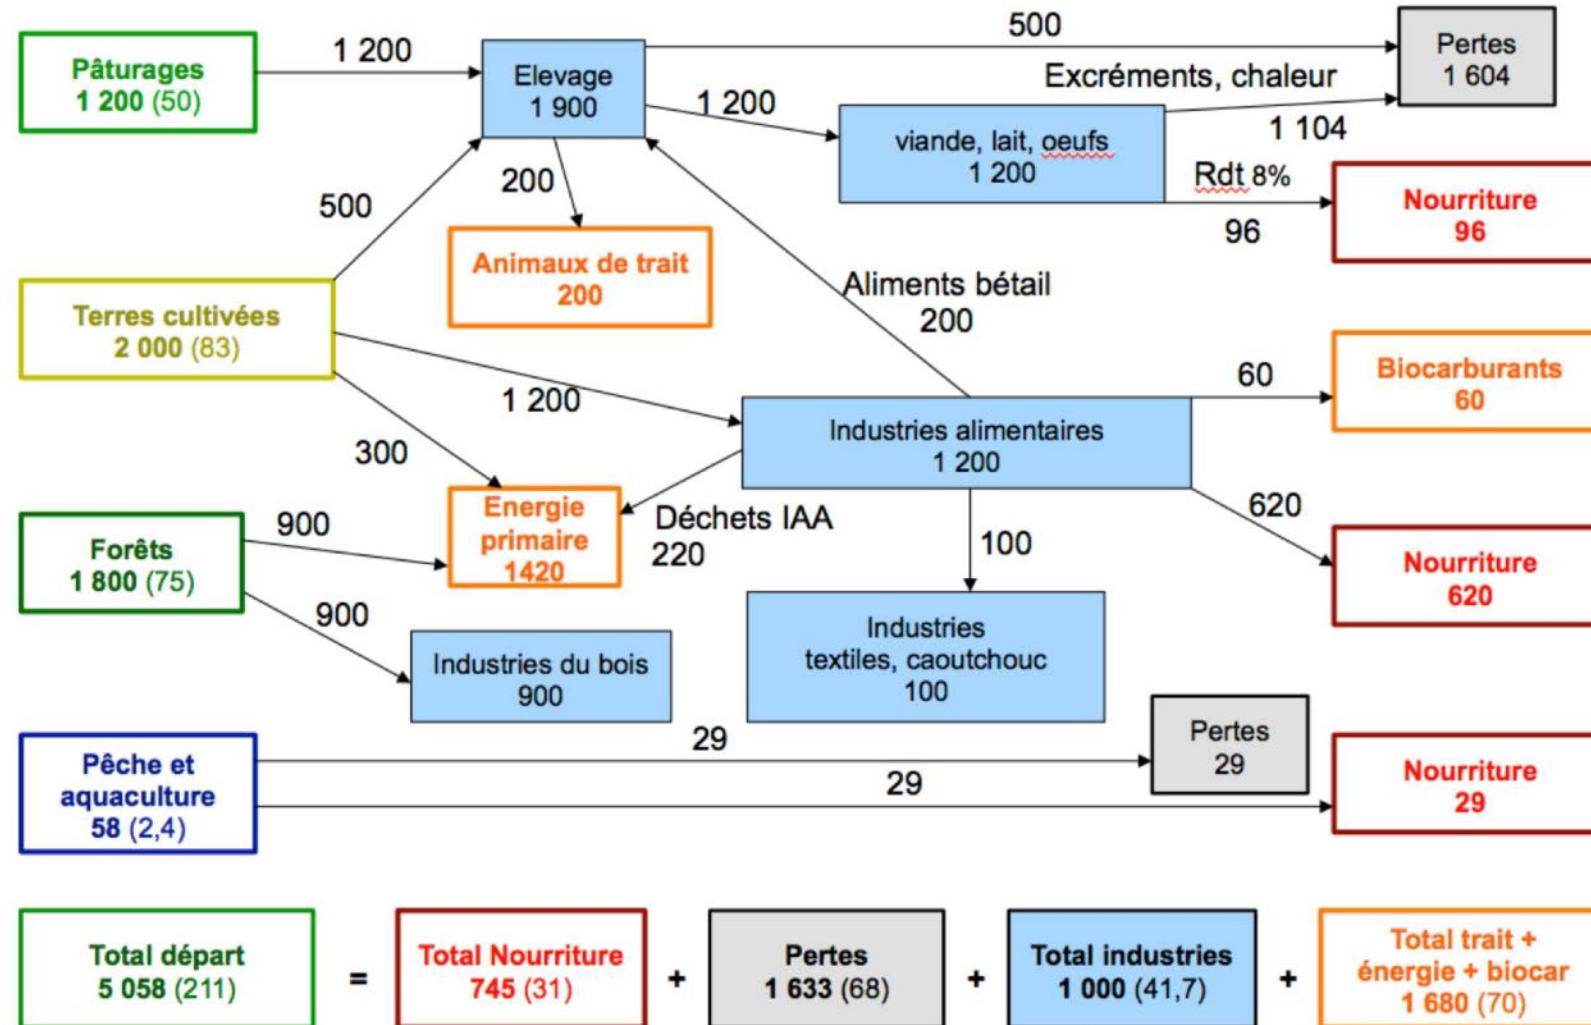 Pâturages
1 200 (50)
1 200
Elevage
1 900
500
Pertes
1 604
Excréments, chaleur
1 104
1 200
viande, lait, oeufs
1 200
Rdt 8%
96
Nourriture
96
200
Animaux de trait
200
500
Terres cultivées
2 000 (83)
Aliments bétail
200
60
Biocarburants
60
1 200
Industries alimentaires
1 200
300
Energie
primaire
1420
Déchets IAA
220
100
620
Nourriture
620
Forêts
1 800 (75)
900
900
Industries du bois
900
Industries
textiles, caoutchouc
100
Pêche et
aquaculture
58 (2,4)
29
Pertes
29
29
Nourriture
29
Total départ
5 058 (211)
=
Total Nourriture
745 (31)
+
Pertes
1 633 (68)
+
Total industries
1 000 (41,7)
+
Total trait +
énergie + biocar
1 680 (70)